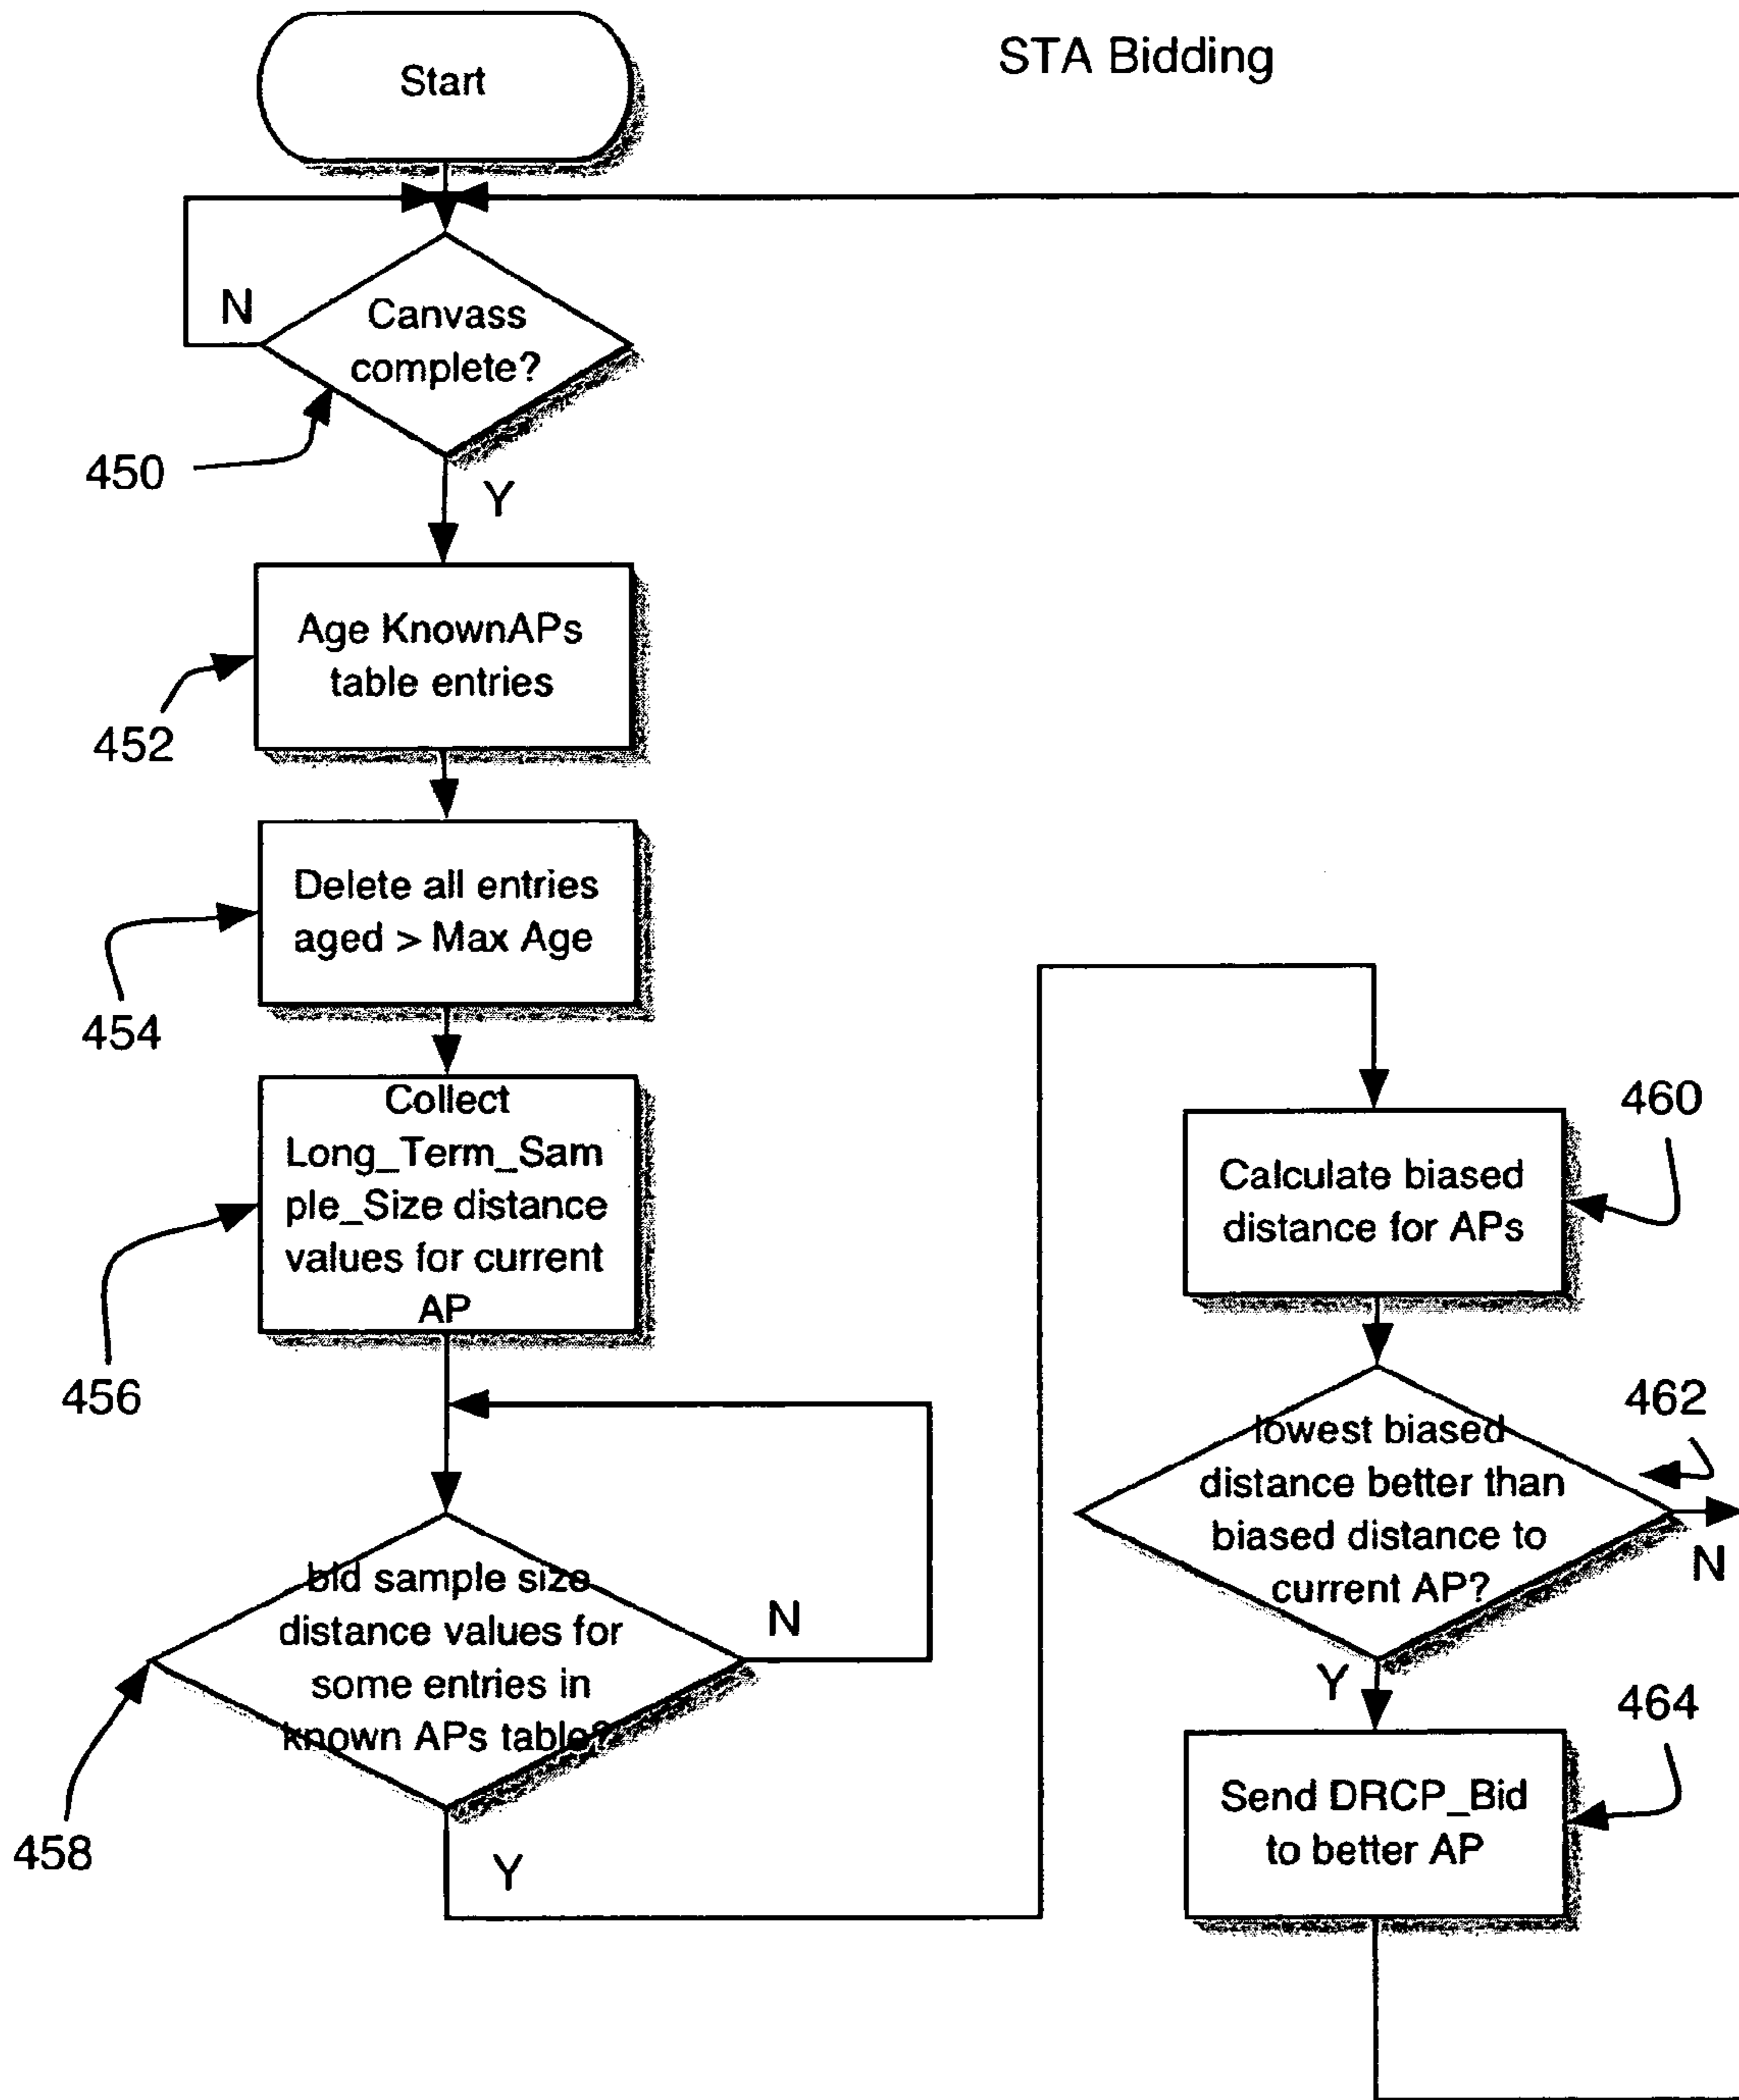 STA Bidding
Start
Canvass
complete?
N
450
Y
Age KnownAPs
table entries
452
Delete all entries
aged > Max Age
454
Collect
Long_Term_Sam
ple_Size distance
values for current
AP
456
bid sample size
distance values for
some entries in
known APs table?
N
458
Y
460
Calculate biased
distance for APs
462
lowest biased
distance better than
biased distance to
current AP?
N
Y
464
Send DRCP_Bid
to better AP